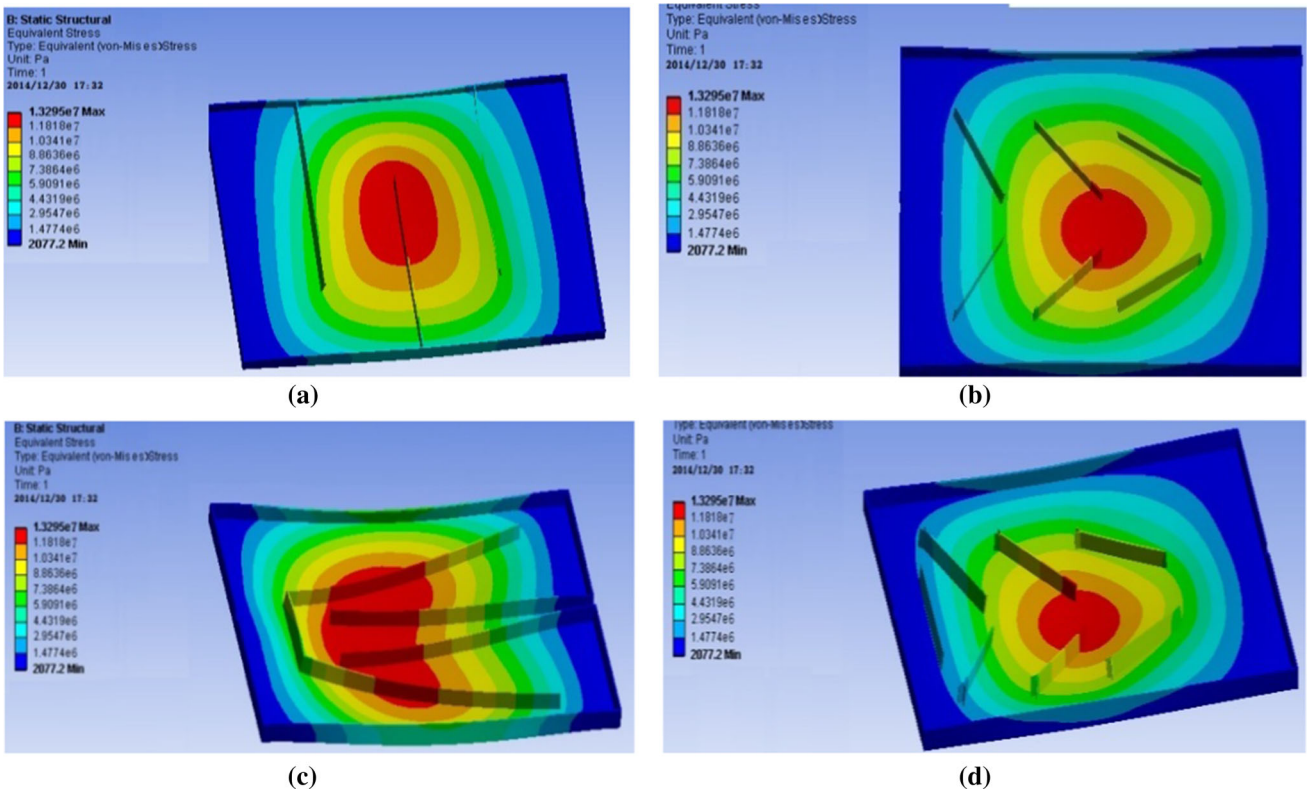 B: Static Structural
Equivalent Stress
Type: Equivalent (von-Mises)Stress
Unit: Pa
Time: 1
2014/12/30 17:32
1.3295e7 Max
1.1818e7
1.0341e7
8.8636e6
7.3864e6
5.9091e6
4.4319e6
2.9547e6
1.4774e6
2077.2 Min
(a)
Equivalent Stress
Type: Equivalent (von-Mises)Stress
Unit: Pa
Time: 1
2014/12/30 17:32
1.3295e7 Max
1.1818e7
1.0341e7
8.8636e6
7.3864e6
5.9091e6
4.4319e6
2.9547e6
1.4774e6
2077.2 Min
(b)
B: Static Structural
Equivalent Stress
Type: Equivalent (von-Mises)Stress
Unit: Pa
Time: 1
2014/12/30 17:32
1.3295e7 Max
1.1818e7
1.0341e7
8.8636e6
7.3864e6
5.9091e6
4.4319e6
2.9547e6
1.4774e6
2077.2 Min
(c)
Type: Equivalent (von-Mises)Stress
Unit: Pa
Time: 1
2014/12/30 17:32
1.3295e7 Max
1.1818e7
1.0341e7
8.8636e6
7.3864e6
5.9091e6
4.4319e6
2.9547e6
1.4774e6
2077.2 Min
(d)